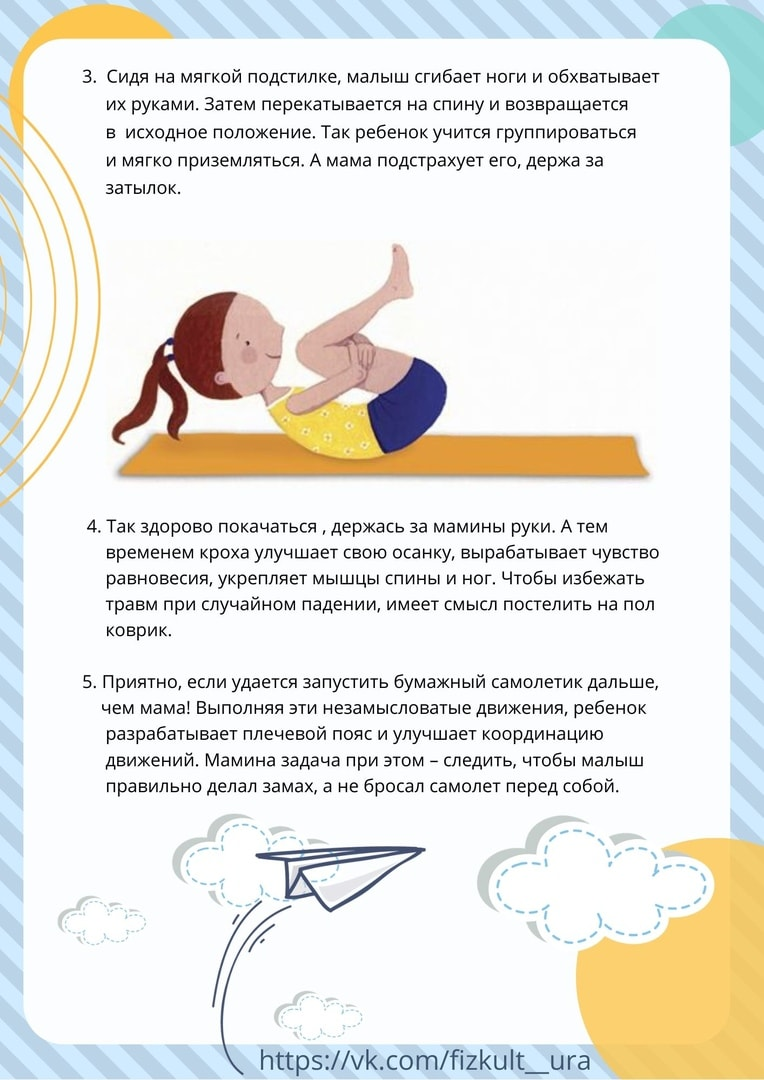 3. Сидя на мягкой подстилке, малыш сгибает ноги и обхватывает
их руками. Затем перекатывается на спину и возвращается
в исходное положение. Так ребенок учится группироваться
и мягко приземляться. А мама подстрахует его, держа за
затылок.
4. Так здорово покачаться , держась за мамины руки. А тем
временем кроха улучшает свою осанку, вырабатывает чувство
равновесия, укрепляет мышцы спины и ног. Чтобы избежать
травм при случайном падении, имеет смысл постелить на пол
коврик.
5. Приятно, если удается запустить бумажный самолетик дальше,
чем мама! Выполняя эти незамысловатые движения, ребенок
разрабатывает плечевой пояс и улучшает координацию
движений. Мамина задача при этом – следить, чтобы малыш
правильно делал замах, а не бросал самолет перед собой.
https://vk.com/fizkult__ura